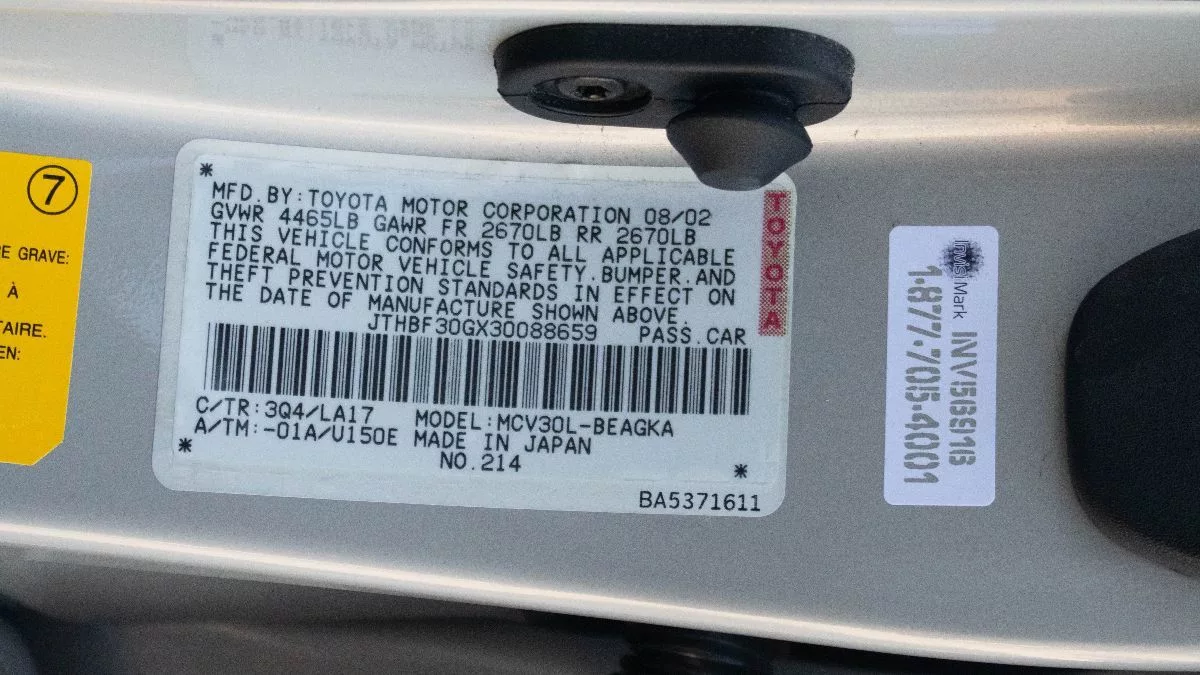 7
RE GRAVE:
À
TAIRE.
EN:
MFD.BY:TOYOTA MOTOR CORPORATION 08/02
GVWR 4465LB GAWR FR 2670LB RR 2670LB
THIS VEHICLE CONFORMS TO ALL APPLICABLE
FEDERAL MOTOR VEHICLE SAFETY,BUMPER,AND
THEFT PREVENTION STANDARDS IN EFFECT ON
THE DATE OF MANUFACTURE SHOWN ABOVE.
JTHBF30GX30088659 PASS.CAR
C/TR:3Q4/LA17 MODEL:MCV30L-BEAGKA
A/TM:-01A/U150E MADE IN JAPAN
NO.214
BA5371611
TOYOTA
Mark
INV56916
1·877·705·4001